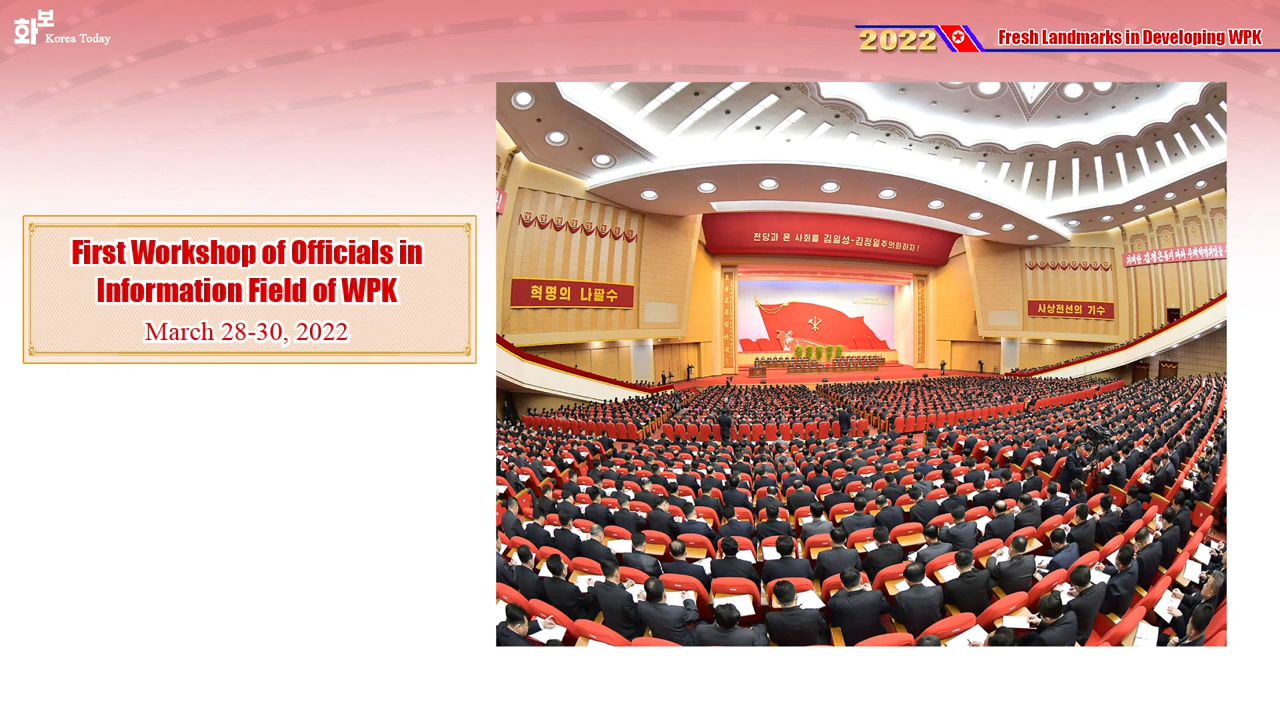 화보
Korea Today
2022
Fresh Landmarks in Developing WPK
First Workshop of Officials in
Information Field of WPK
March 28-30, 2022
전당과 온 사회를 김일성-김정일주의화하자!
혁명의 나팔수
사상전선의 기수